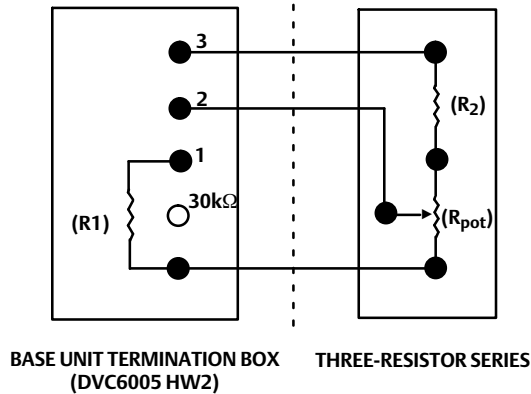 3
2
1
30kΩ
(R1)
(R2)
(Rpot)
BASE UNIT TERMINATION BOX
(DVC6005 HW2)
THREE-RESISTOR SERIES